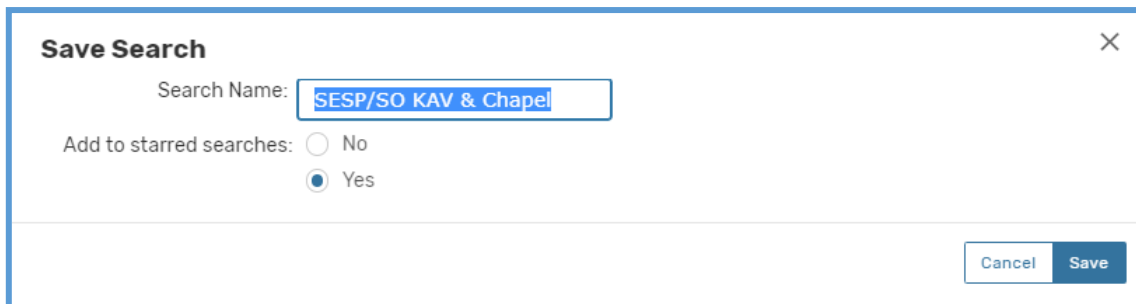 Save Search
Search Name: SESP/SO KAV & Chapel
Add to starred searches: No
Yes
Cancel Save